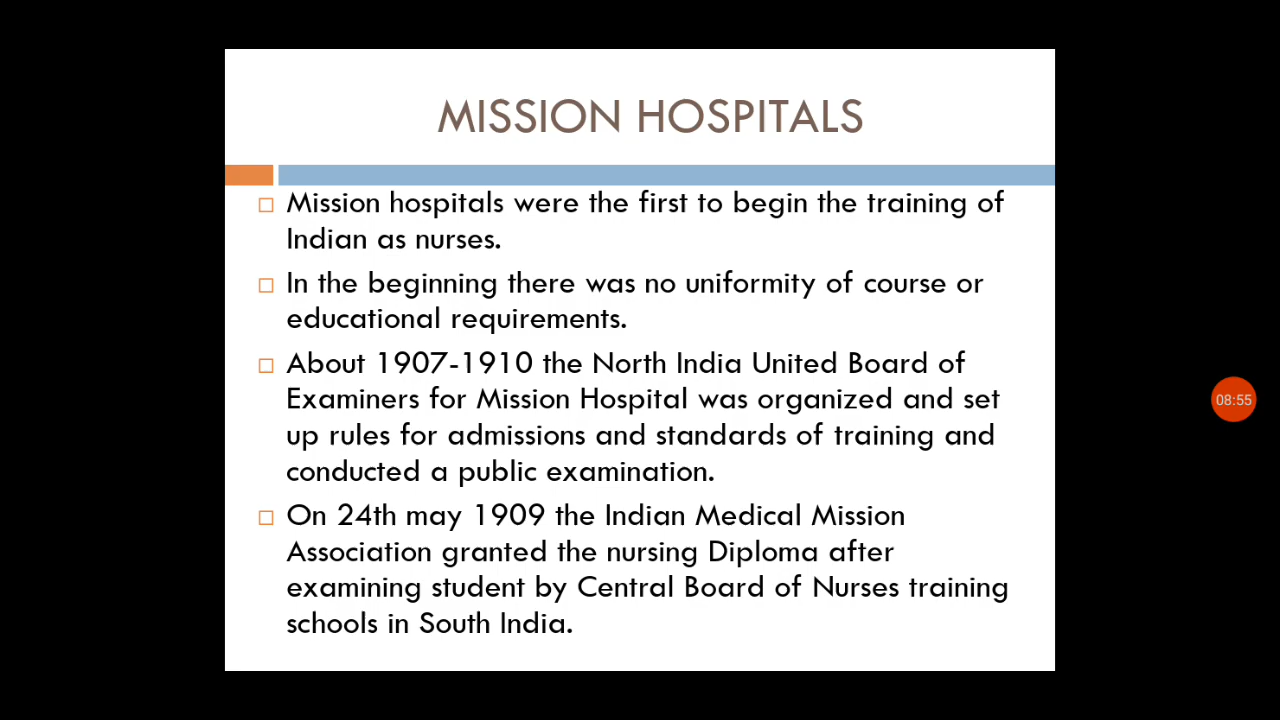 MISSION HOSPITALS
Mission hospitals were the first to begin the training of
Indian as nurses.
In the beginning there was no uniformity of course or
educational requirements.
About 1907-1910 the North India United Board of
Examiners for Mission Hospital was organized and set
up rules for admissions and standards of training and
conducted a public examination.
On 24th may 1909 the Indian Medical Mission
Association granted the nursing Diploma after
examining student by Central Board of Nurses training
schools in South India.
08:55